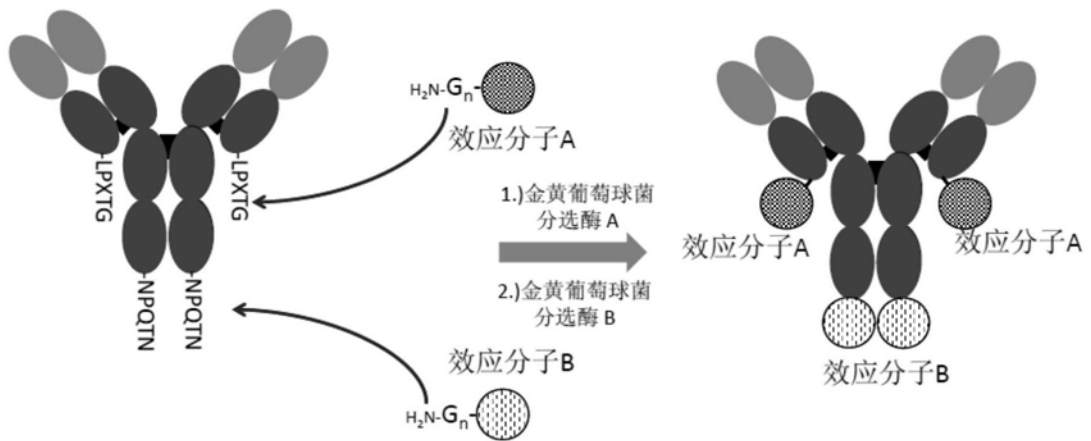 H₂N-Gₙ-
效应分子A
-LPXTG
-LPXTG
-NPQTN
-NPQTN
1.)金黄葡萄球菌
分选酶 A
2.)金黄葡萄球菌
分选酶 B
效应分子B
H₂N-Gₙ-
效应分子A
效应分子A
效应分子B